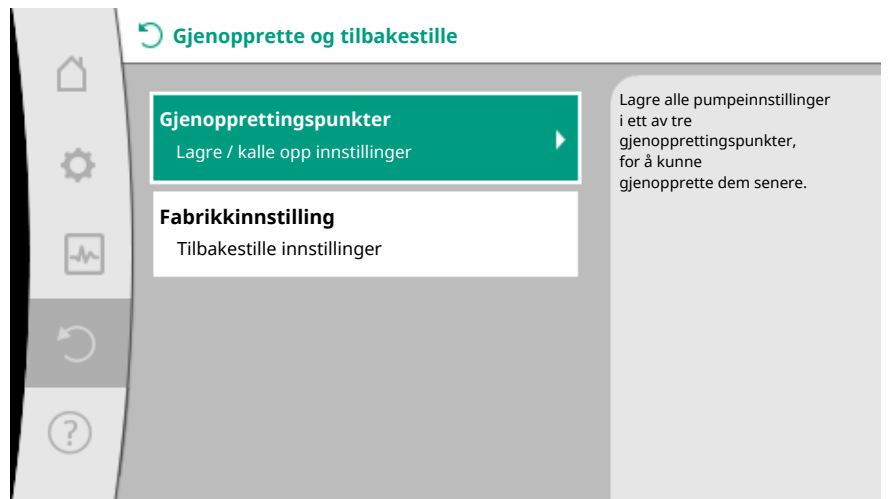 Gjenopprette og tilbakestille
Gjenopprettingspunkter
Lagre / kalle opp innstillinger
Fabrikkinnstilling
Tilbakestille innstillinger
Lagre alle pumpeinnstillinger
i ett av tre
gjenopprettingspunkter,
for å kunne
gjenopprette dem senere.
?